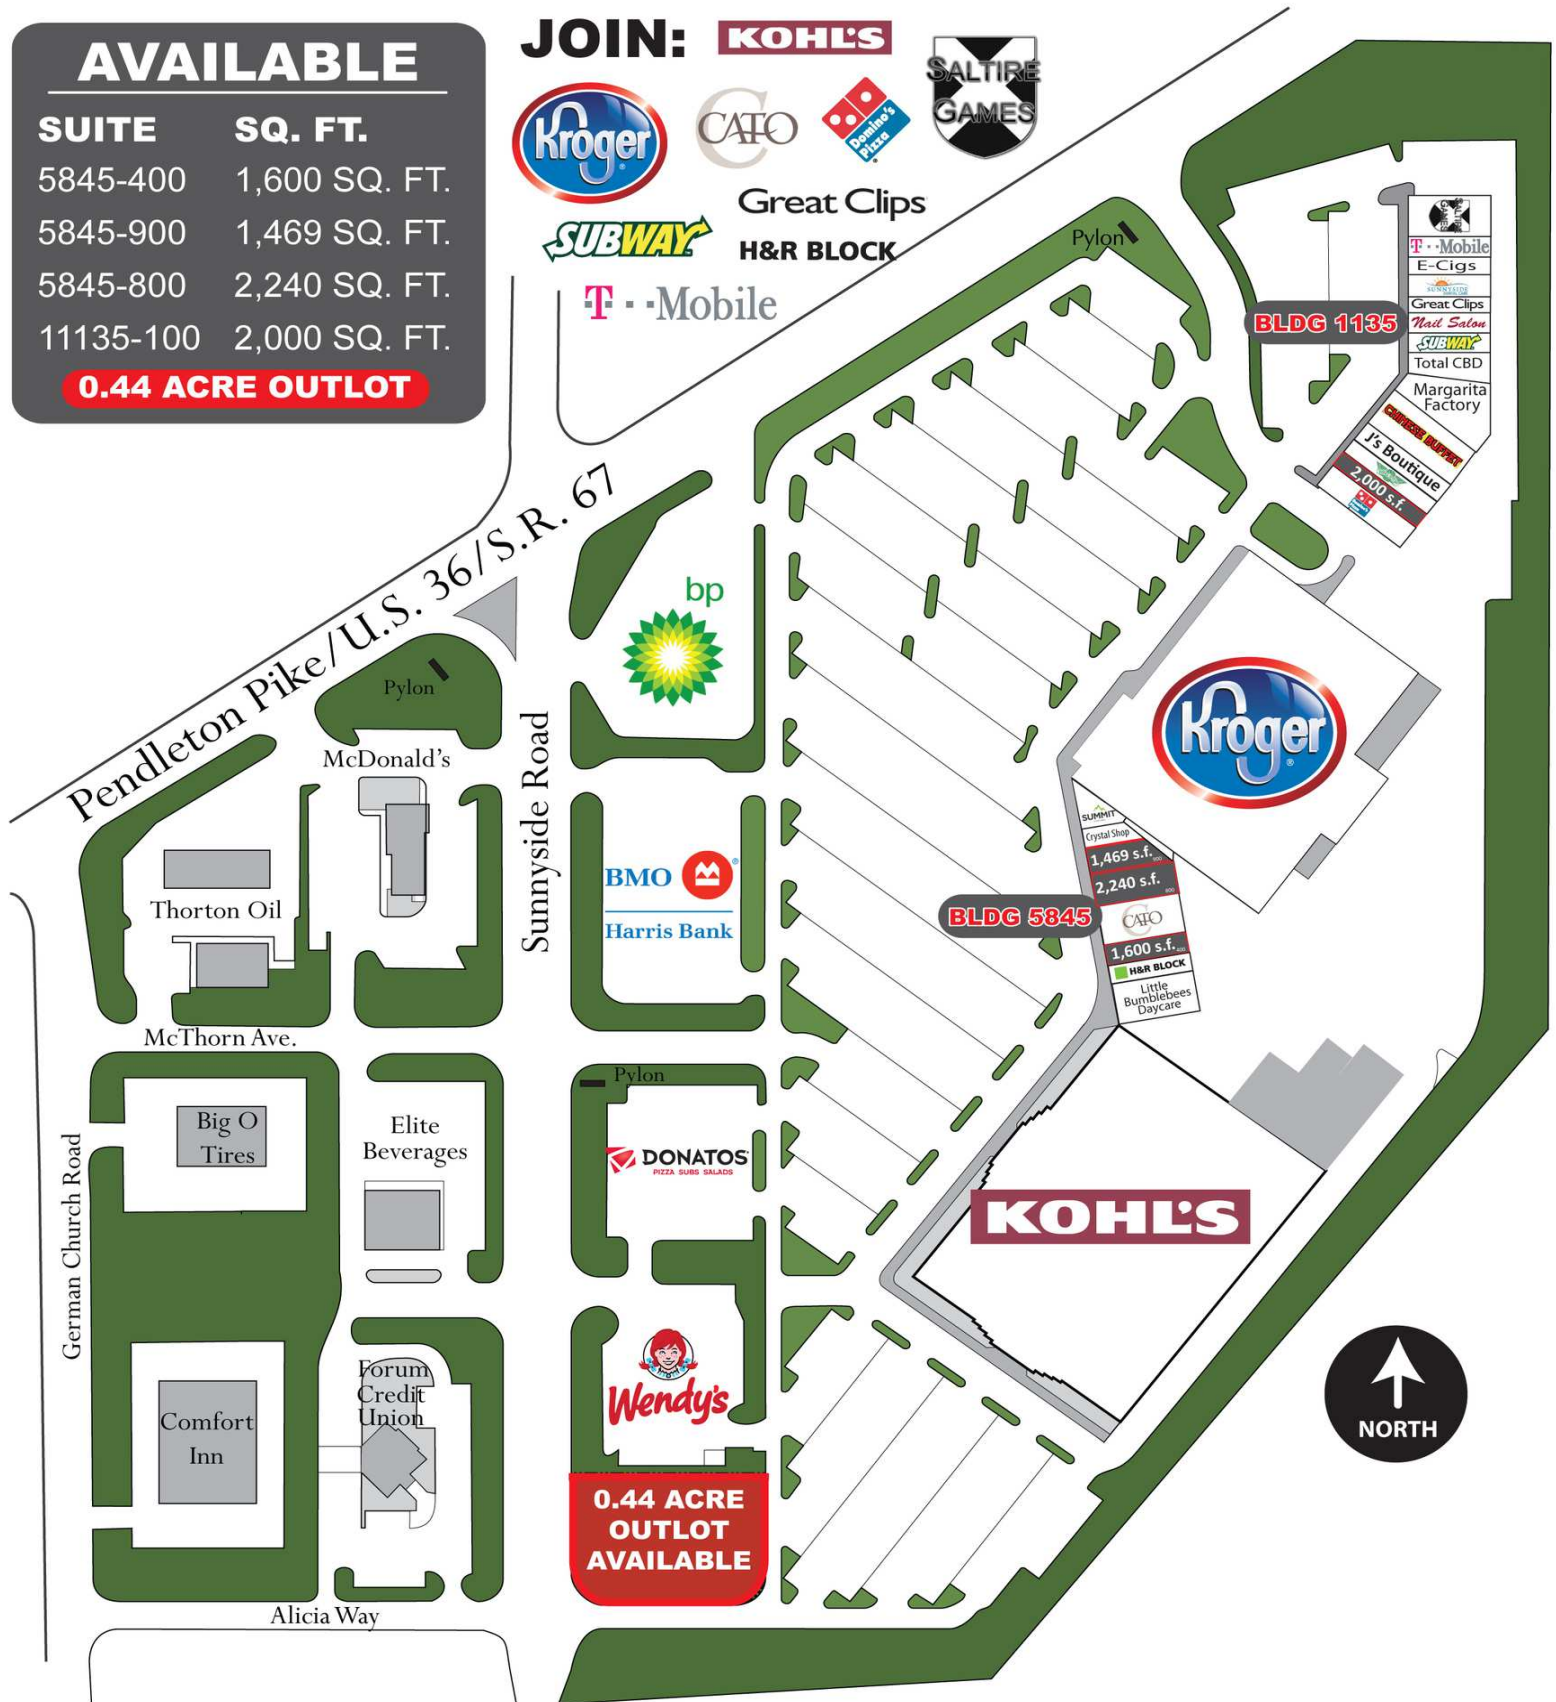 AVAILABLE
SUITE SQ. FT.
5845-400 1,600 SQ. FT.
5845-900 1,469 SQ. FT.
5845-800 2,240 SQ. FT.
11135-100 2,000 SQ. FT.
0.44 ACRE OUTLOT
JOIN:
KOHL'S
SALTIRE
GAMES
Kroger
CATO
Domino's
Pizza
Great Clips
SUBWAY
H&R BLOCK
T··Mobile
Pylon
SALTIRE
GAMES
T··Mobile
E-Cigs
SUNNYSIDE
Great Clips
Nail Salon
SUBWAY
Total CBD
Margarita
Factory
CHINESE BUFFET
J's Boutique
2,000 s.f.
BLDG 1135
Pendleton Pike/U.S. 36/S.R. 67
bp
Pylon
McDonald's
Sunnyside Road
Kroger
SUMMIT
Crystal Shop
1,469 s.f. 900
2,240 s.f. 800
CATO
1,600 s.f. 400
H&R BLOCK
Little
Bumblebees
Daycare
BLDG 5845
BMO
Harris Bank
Thorton Oil
McThorn Ave.
Pylon
Big O
Tires
Elite
Beverages
DONATOS
PIZZA SUBS SALADS
German Church Road
KOHL'S
Forum
Credit
Union
Wendy's
Comfort
Inn
NORTH
0.44 ACRE
OUTLOT
AVAILABLE
Alicia Way